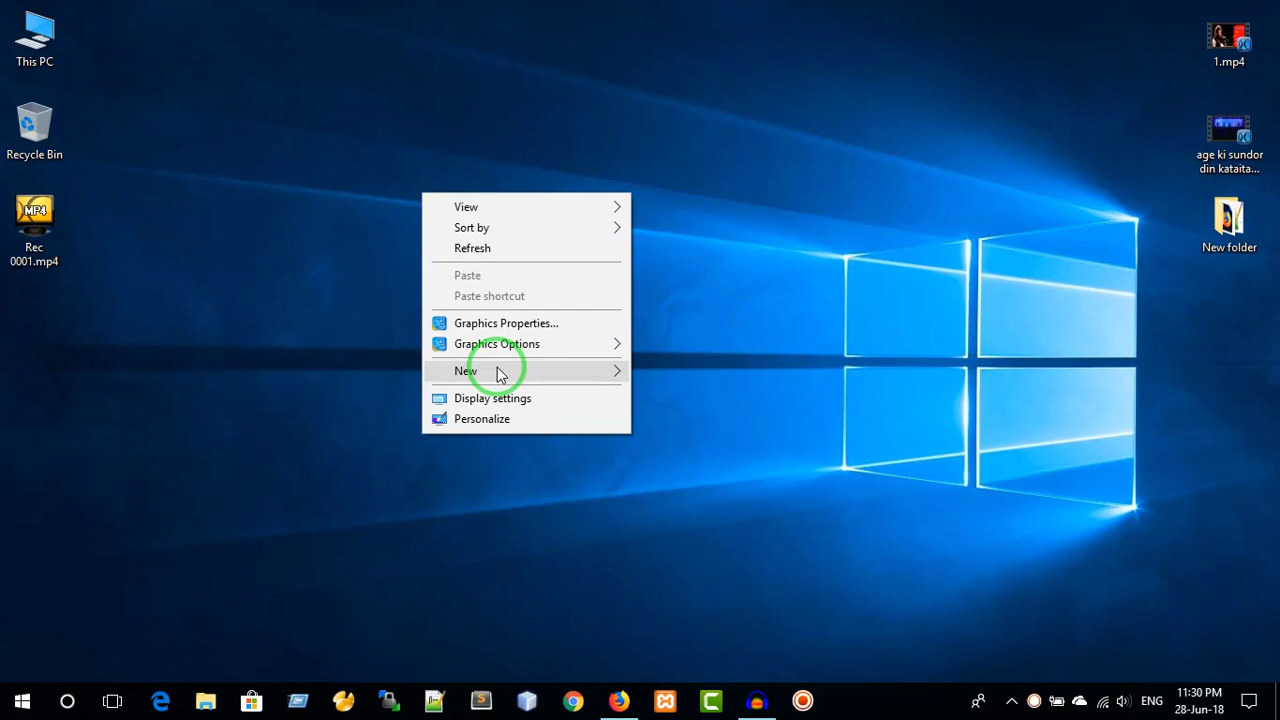 This PC
Recycle Bin
MP4
Rec
0001.mp4
View
Sort by
Refresh
Paste
Paste shortcut
Graphics Properties...
Graphics Options
New
Display settings
Personalize
1.mp4
age ki sundor
din kataita...
New folder
ENG
11:30 PM
28-Jun-18